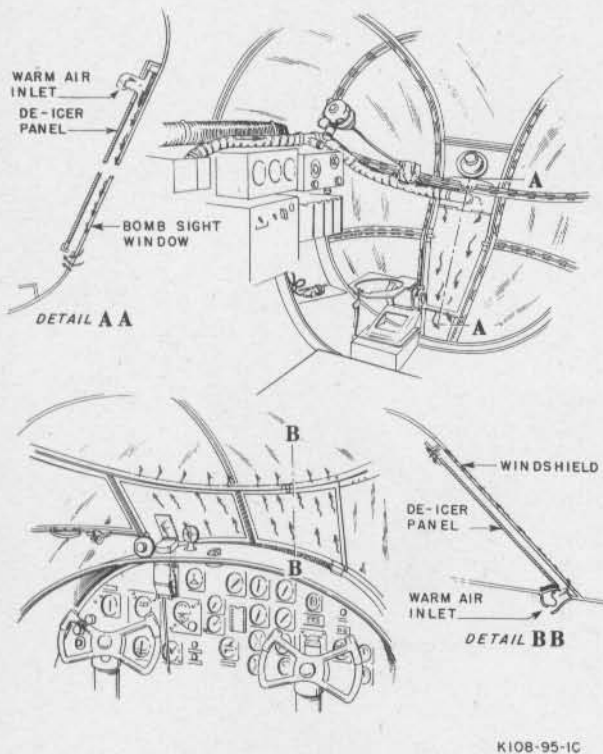 WARM AIR
INLET
DE-ICER
PANEL
BOMB SIGHT
WINDOW
DETAIL AA
A
A
B
B
WINDSHIELD
DE-ICER
PANEL
WARM AIR
INLET
DETAIL BB
K108-95-1C